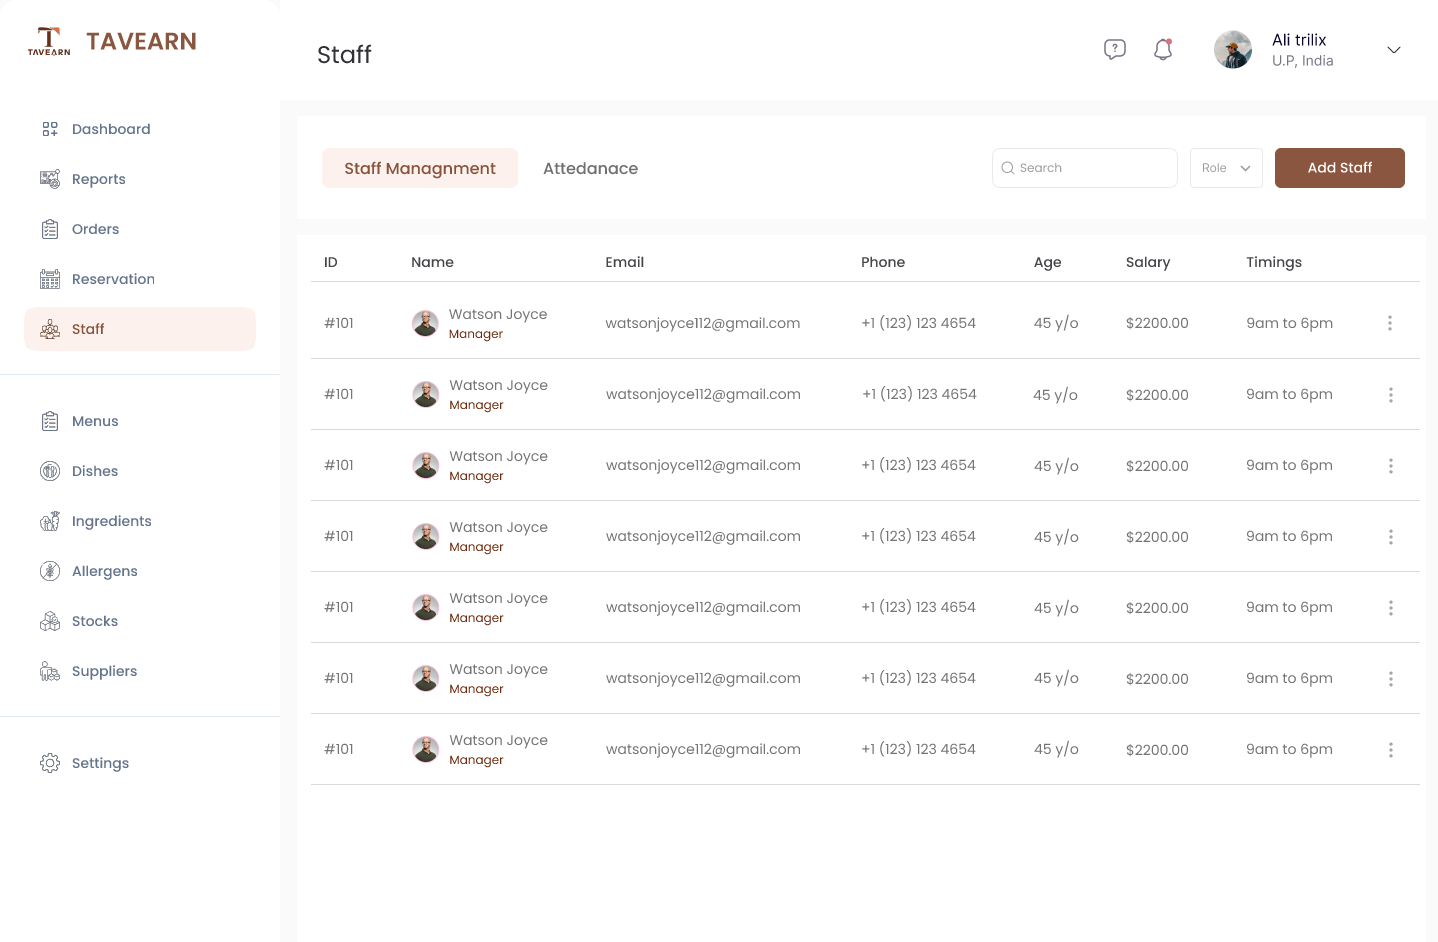 TAVEARN
TAVEARN
Staff
?
Ali trilix
U.P, India
Dashboard
Reports
Orders
Reservation
Staff
Menus
Dishes
Ingredients
Allergens
Stocks
Suppliers
Settings
Staff Managnment
Attedanace
Search
Role
Add Staff
ID Name Email Phone Age Salary Timings
#101 Watson Joyce watsonjoyce112@gmail.com +1 (123) 123 4654 45 y/o $2200.00 9am to 6pm
Manager
#101 Watson Joyce watsonjoyce112@gmail.com +1 (123) 123 4654 45 y/o $2200.00 9am to 6pm
Manager
#101 Watson Joyce watsonjoyce112@gmail.com +1 (123) 123 4654 45 y/o $2200.00 9am to 6pm
Manager
#101 Watson Joyce watsonjoyce112@gmail.com +1 (123) 123 4654 45 y/o $2200.00 9am to 6pm
Manager
#101 Watson Joyce watsonjoyce112@gmail.com +1 (123) 123 4654 45 y/o $2200.00 9am to 6pm
Manager
#101 Watson Joyce watsonjoyce112@gmail.com +1 (123) 123 4654 45 y/o $2200.00 9am to 6pm
Manager
#101 Watson Joyce watsonjoyce112@gmail.com +1 (123) 123 4654 45 y/o $2200.00 9am to 6pm
Manager